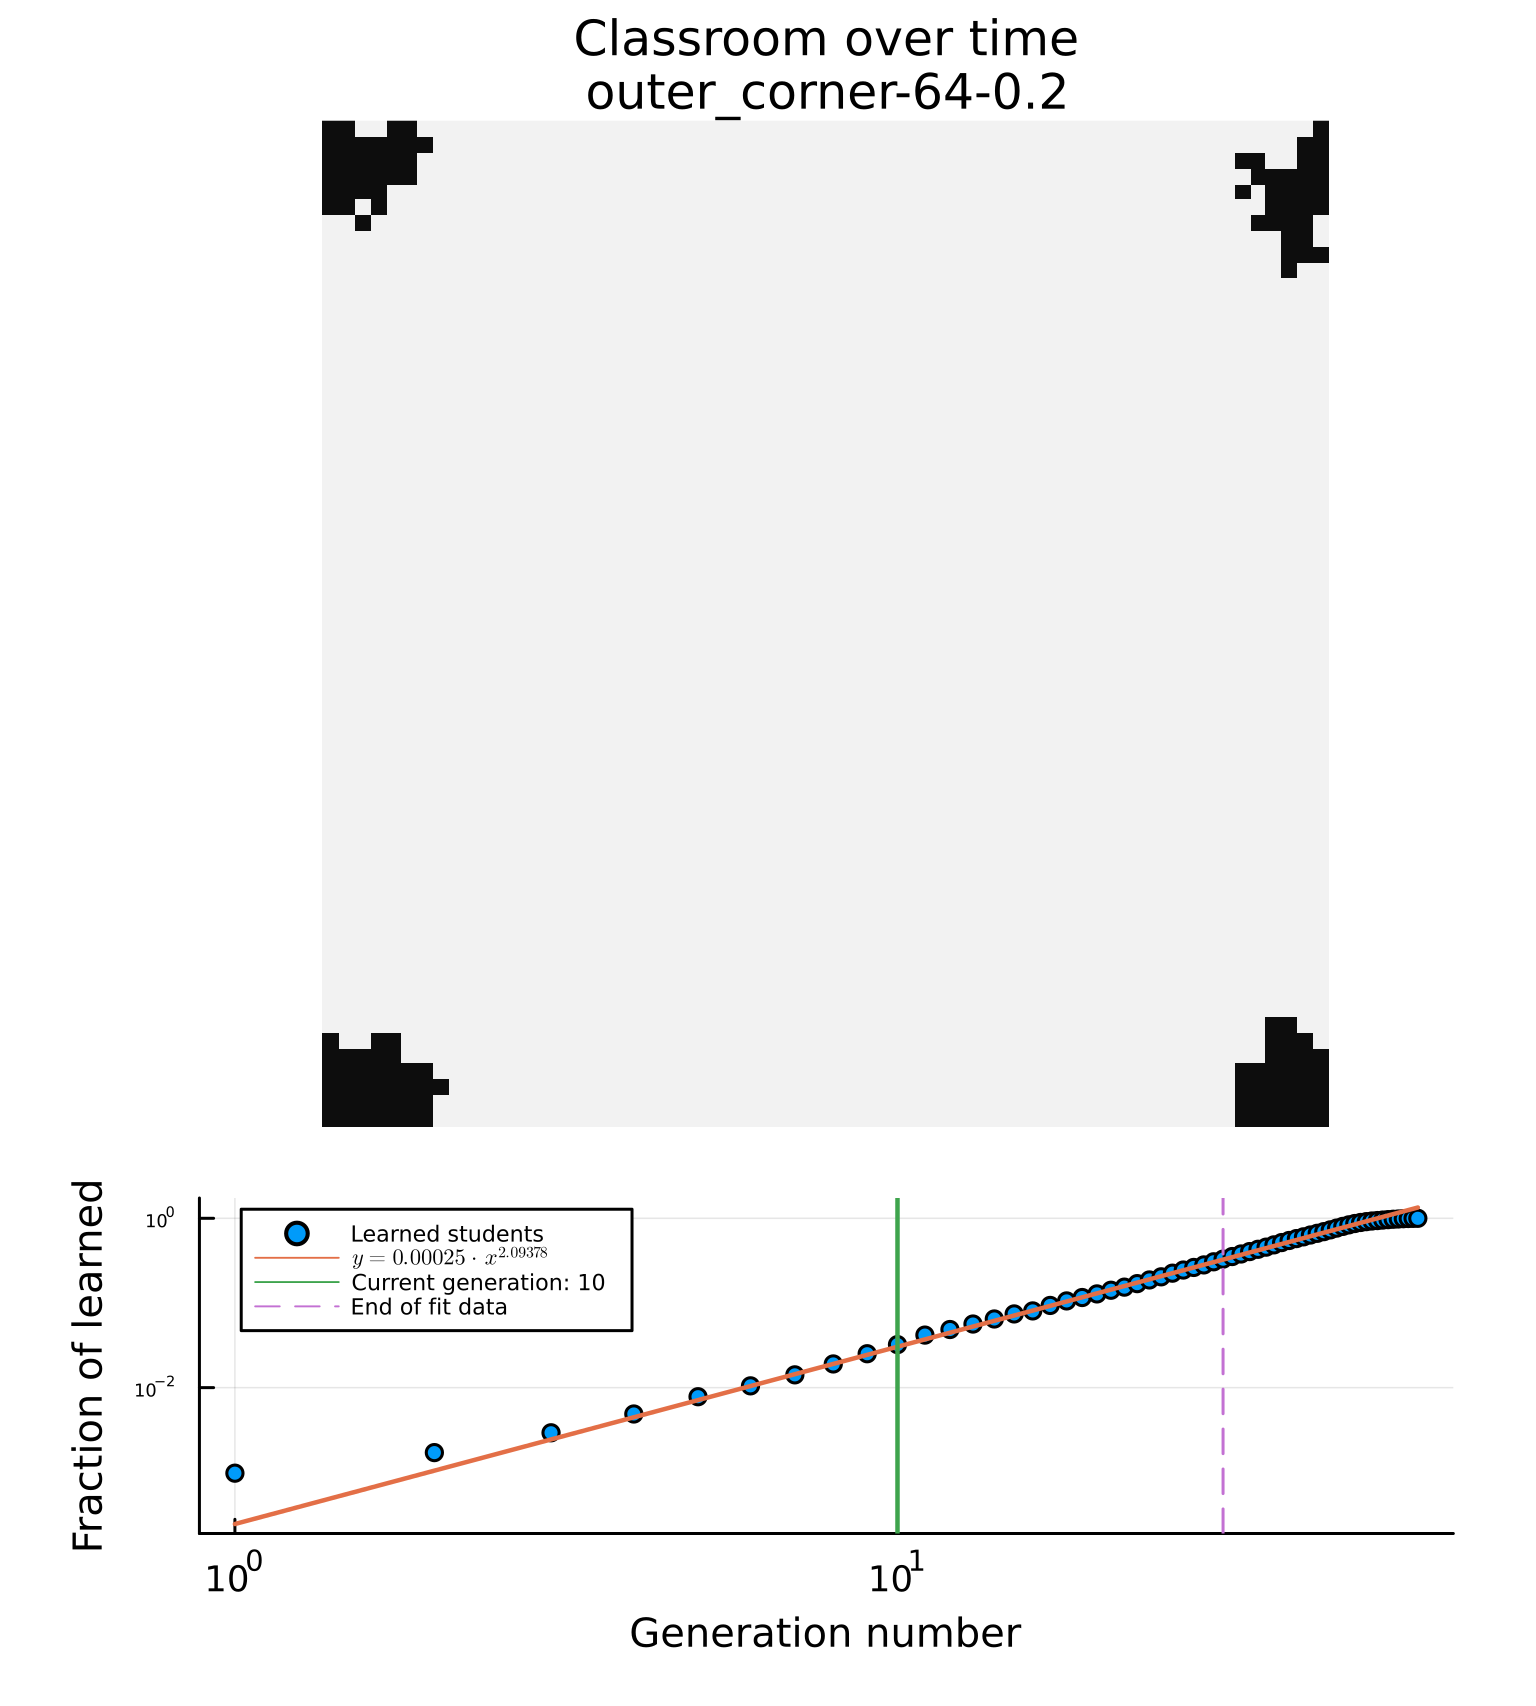 Classroom over time
outer_corner-64-0.2
Fraction of learned
10⁰
10⁻²
Learned students
y = 0.00025 · x^2.09378
Current generation: 10
End of fit data
10⁰
10¹
Generation number